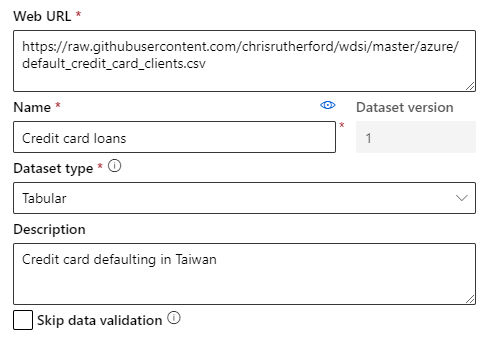 Web URL *
https://raw.githubusercontent.com/chrisrutherford/wdsi/master/azure/
default_credit_card_clients.csv
Name *
Dataset version
Credit card loans
*
1
Dataset type *
Tabular
Description
Credit card defaulting in Taiwan
Skip data validation